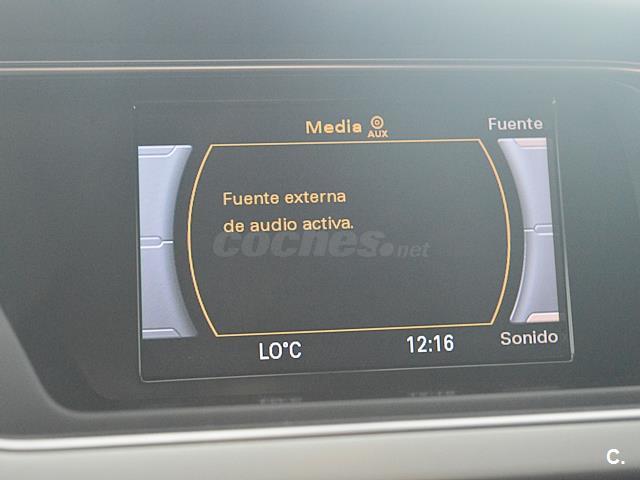 Media AUX
Fuente
Fuente externa
de audio activa.
coches.net
LO°C
12:16
Sonido
C.